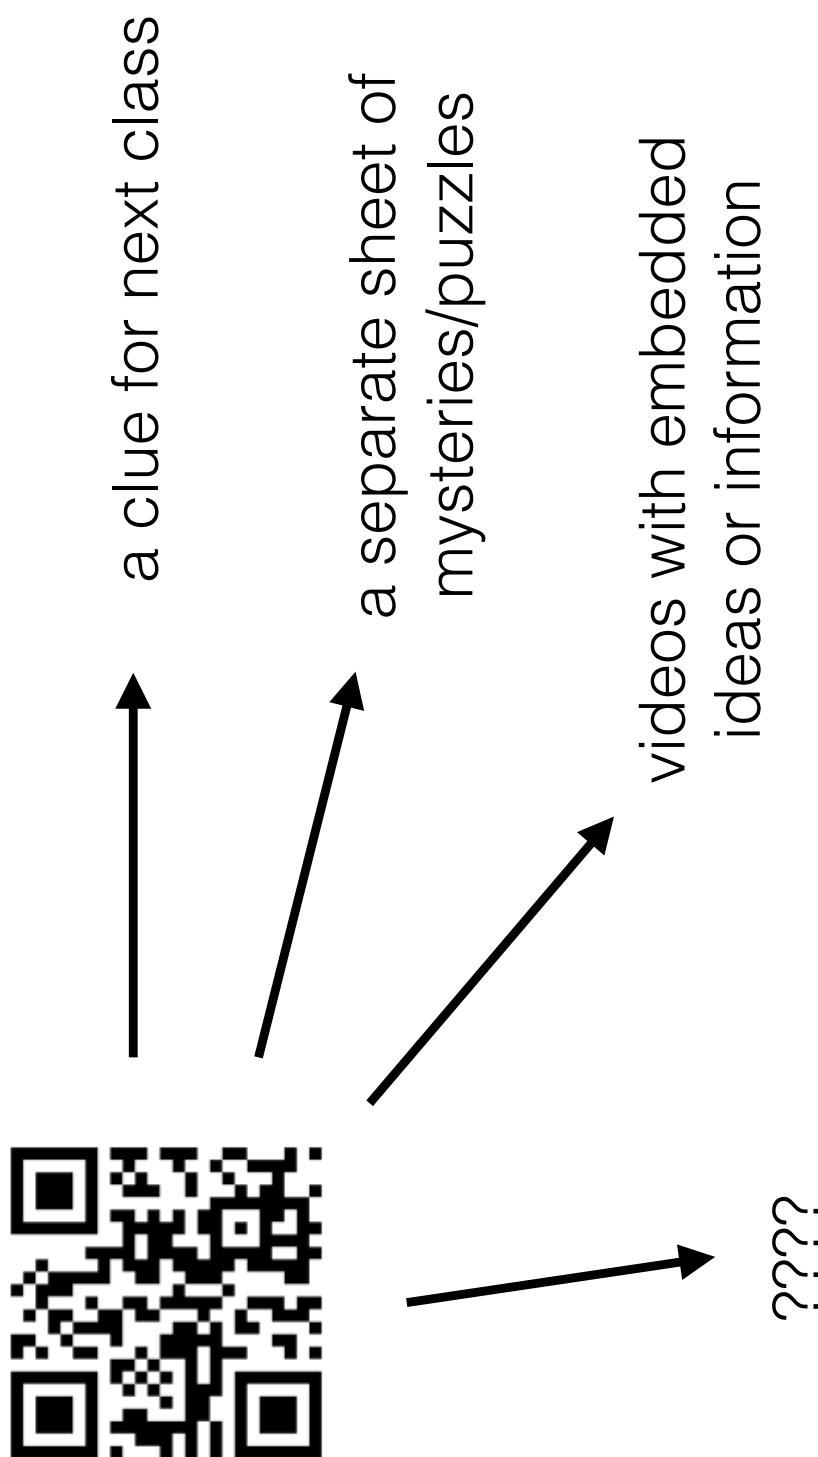 a clue for next class
a separate sheet of
mysteries/puzzles
videos with embedded
ideas or information
????